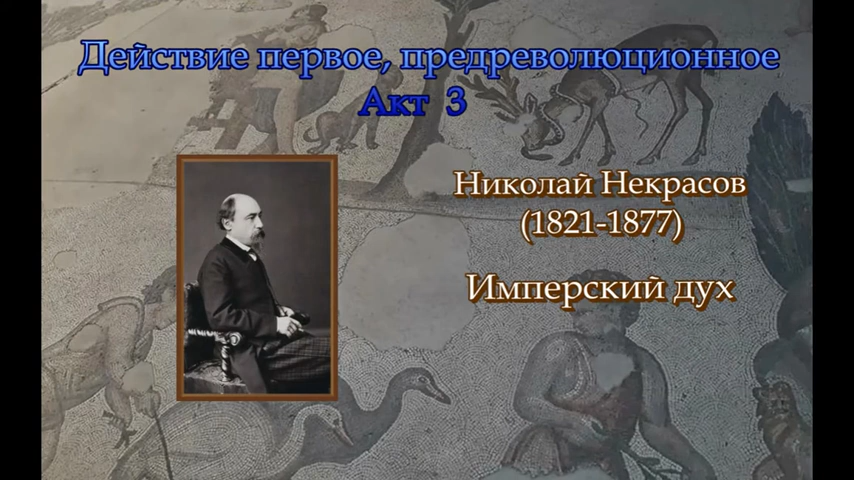 Действие первое, предреволюционное
Акт 3
Николай Некрасов
(1821-1877)
Имперский дух